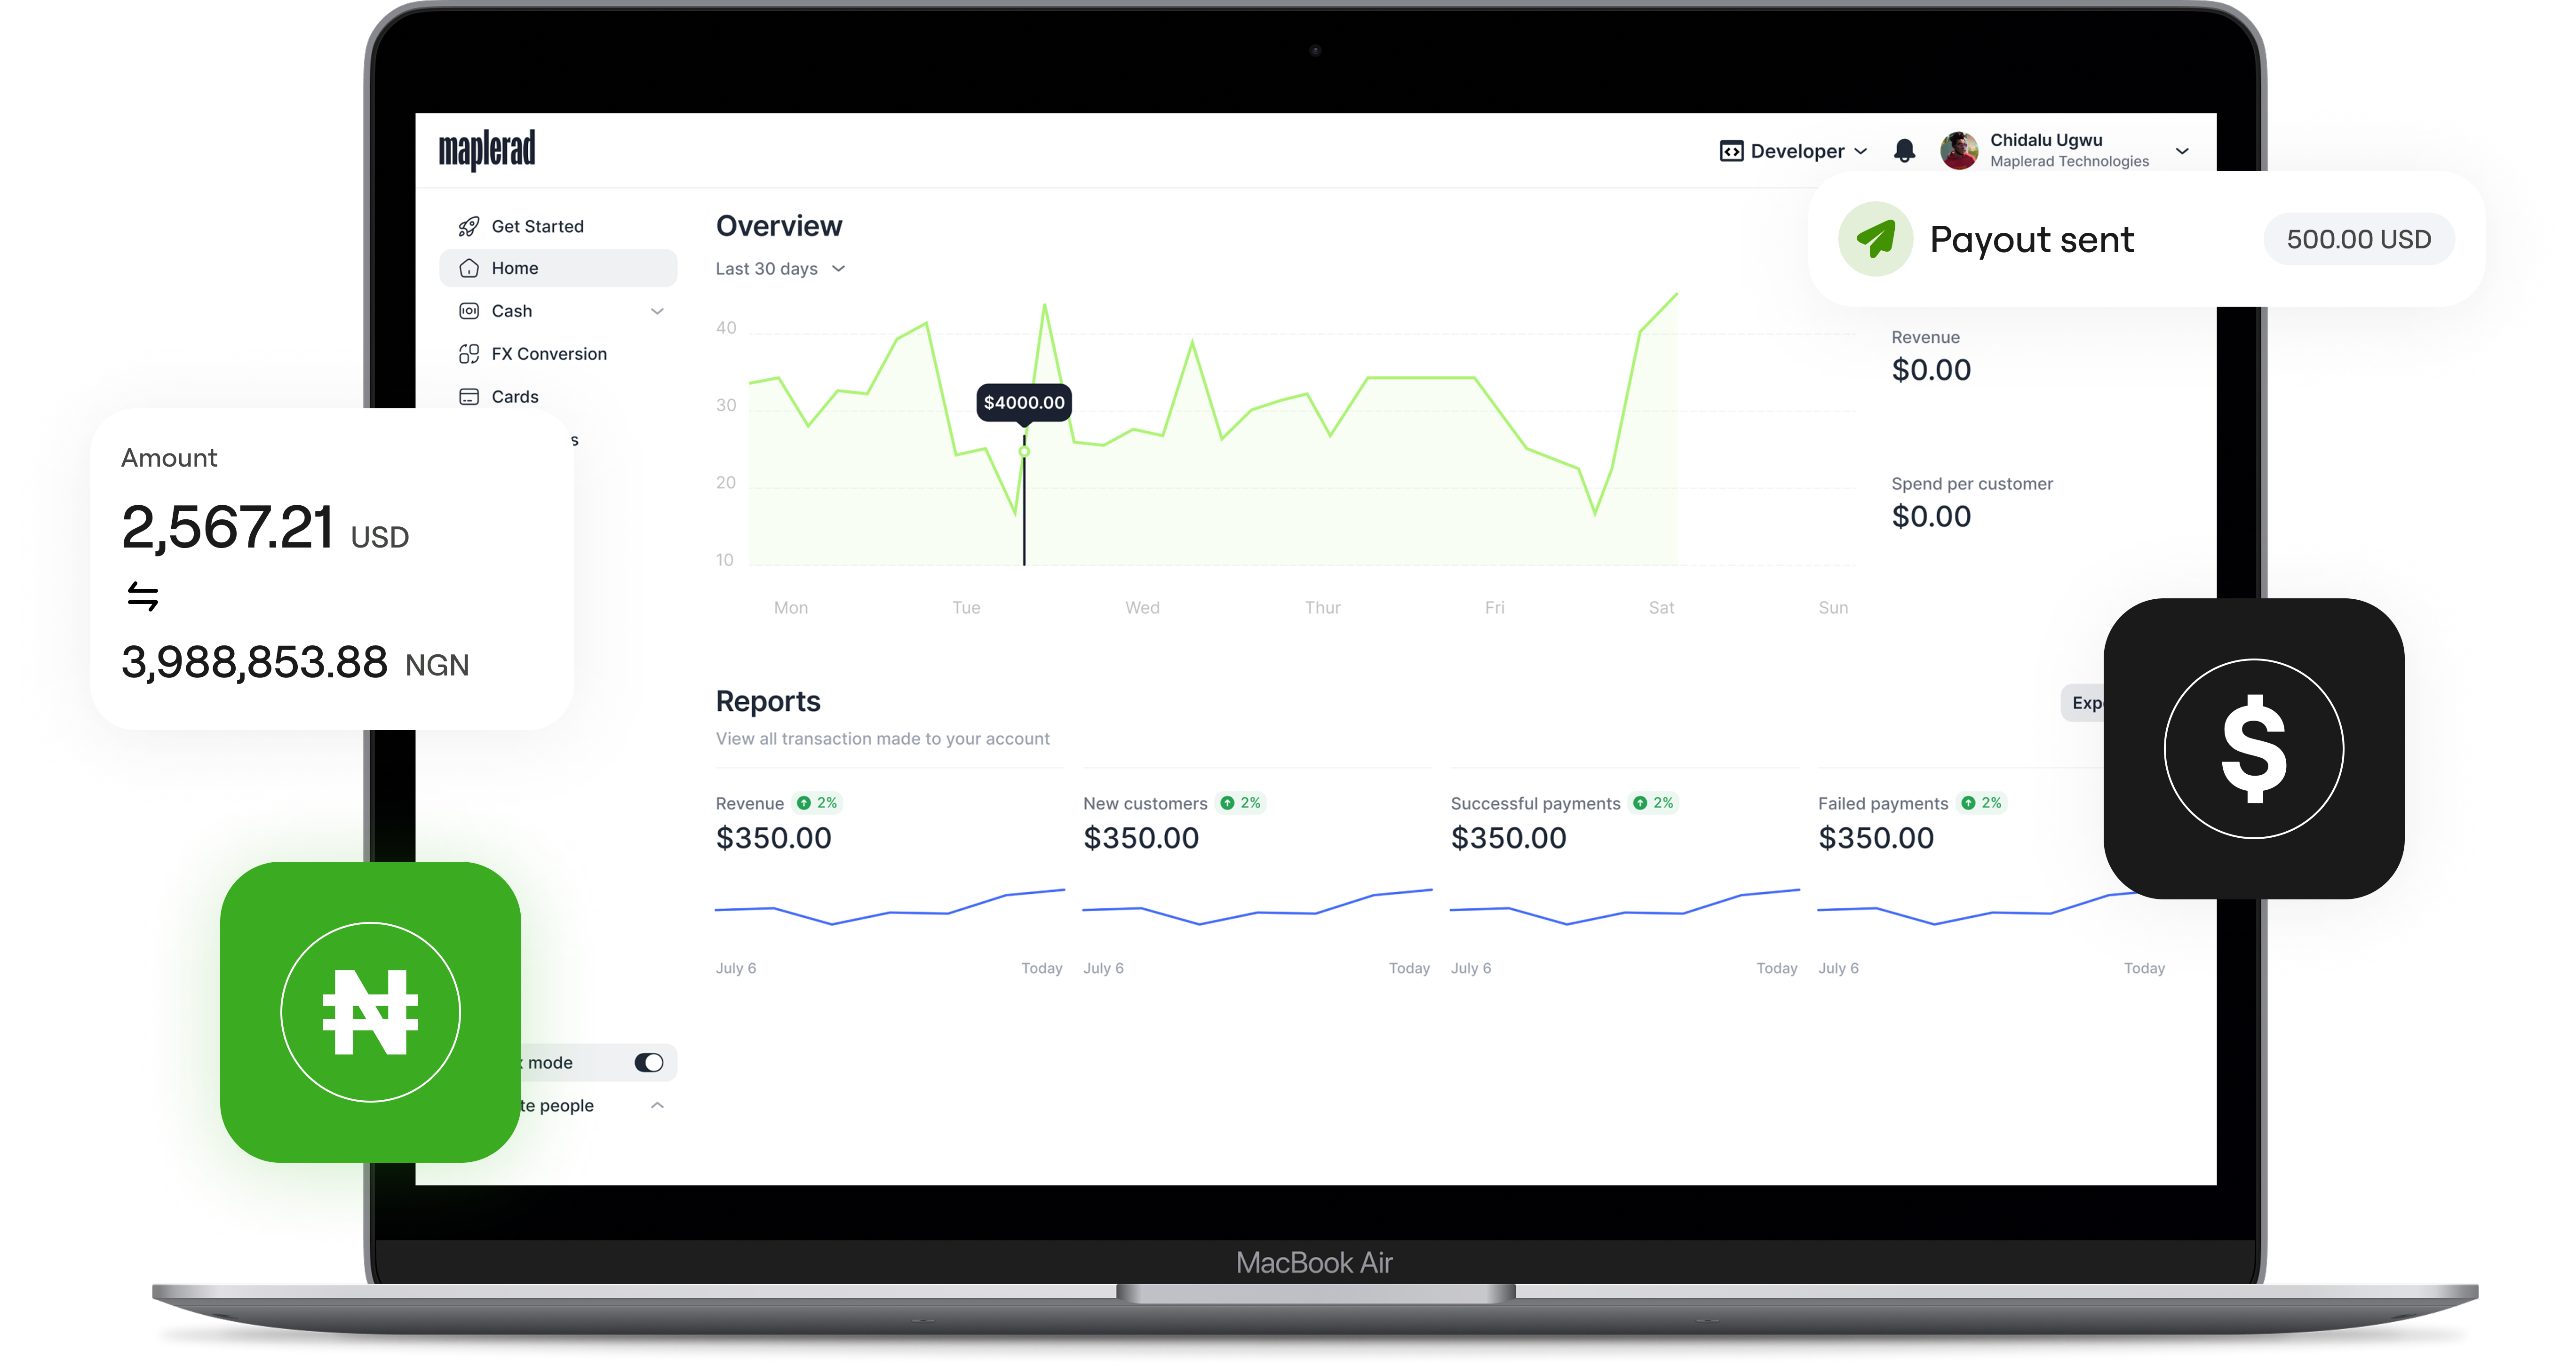 maplerad
Developer
Chidalu Ugwu
Maplerad Technologies
Get Started
Home
Cash
FX Conversion
Cards
Overview
Last 30 days
40
30
20
10
$4000.00
Mon Tue Wed Thur Fri Sat Sun
Payout sent 500.00 USD
Revenue
$0.00
Spend per customer
$0.00
Amount
2,567.21 USD
3,988,853.88 NGN
Reports
View all transaction made to your account
Revenue 2%
$350.00
July 6 Today
New customers 2%
$350.00
July 6 Today
Successful payments 2%
$350.00
July 6 Today
Failed payments 2%
$350.00
July 6 Today
$
₦
mode
people
MacBook Air